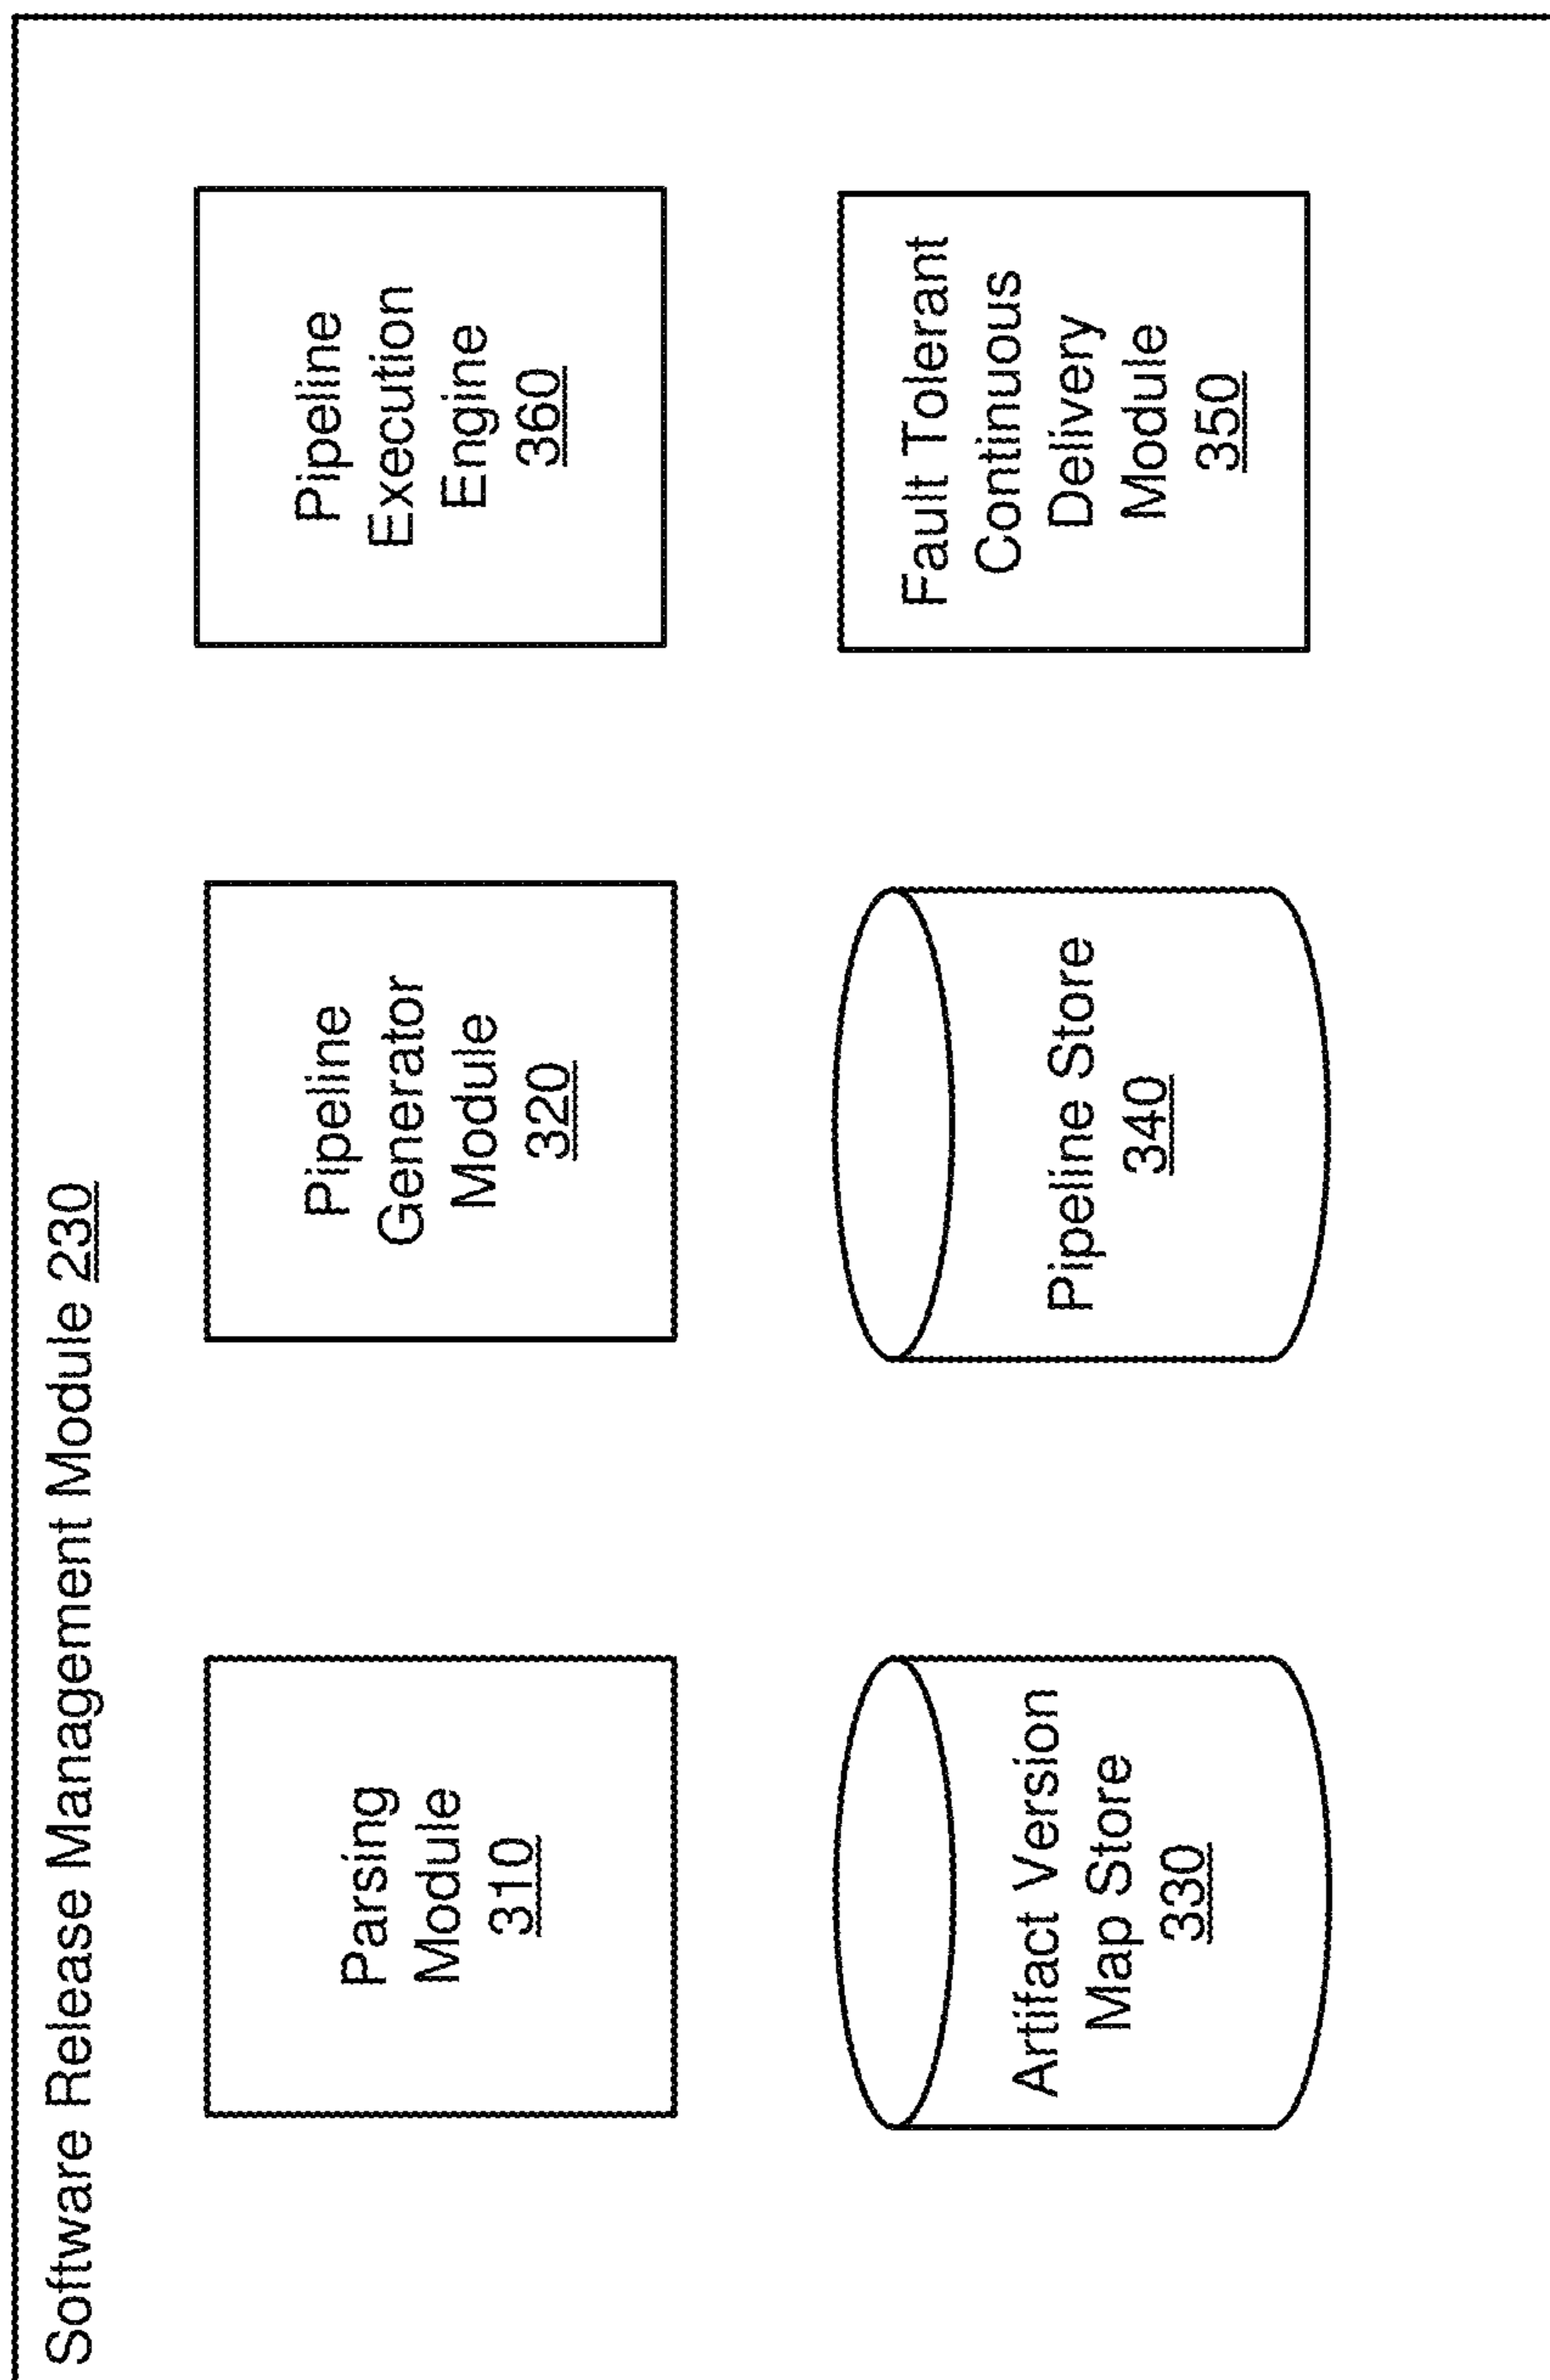 Software Release Management Module 230
Parsing
Module
310
Pipeline
Generator
Module
320
Pipeline
Execution
Engine
360
Artifact Version
Map Store
330
Pipeline Store
340
Fault Tolerant
Continuous
Delivery
Module
350